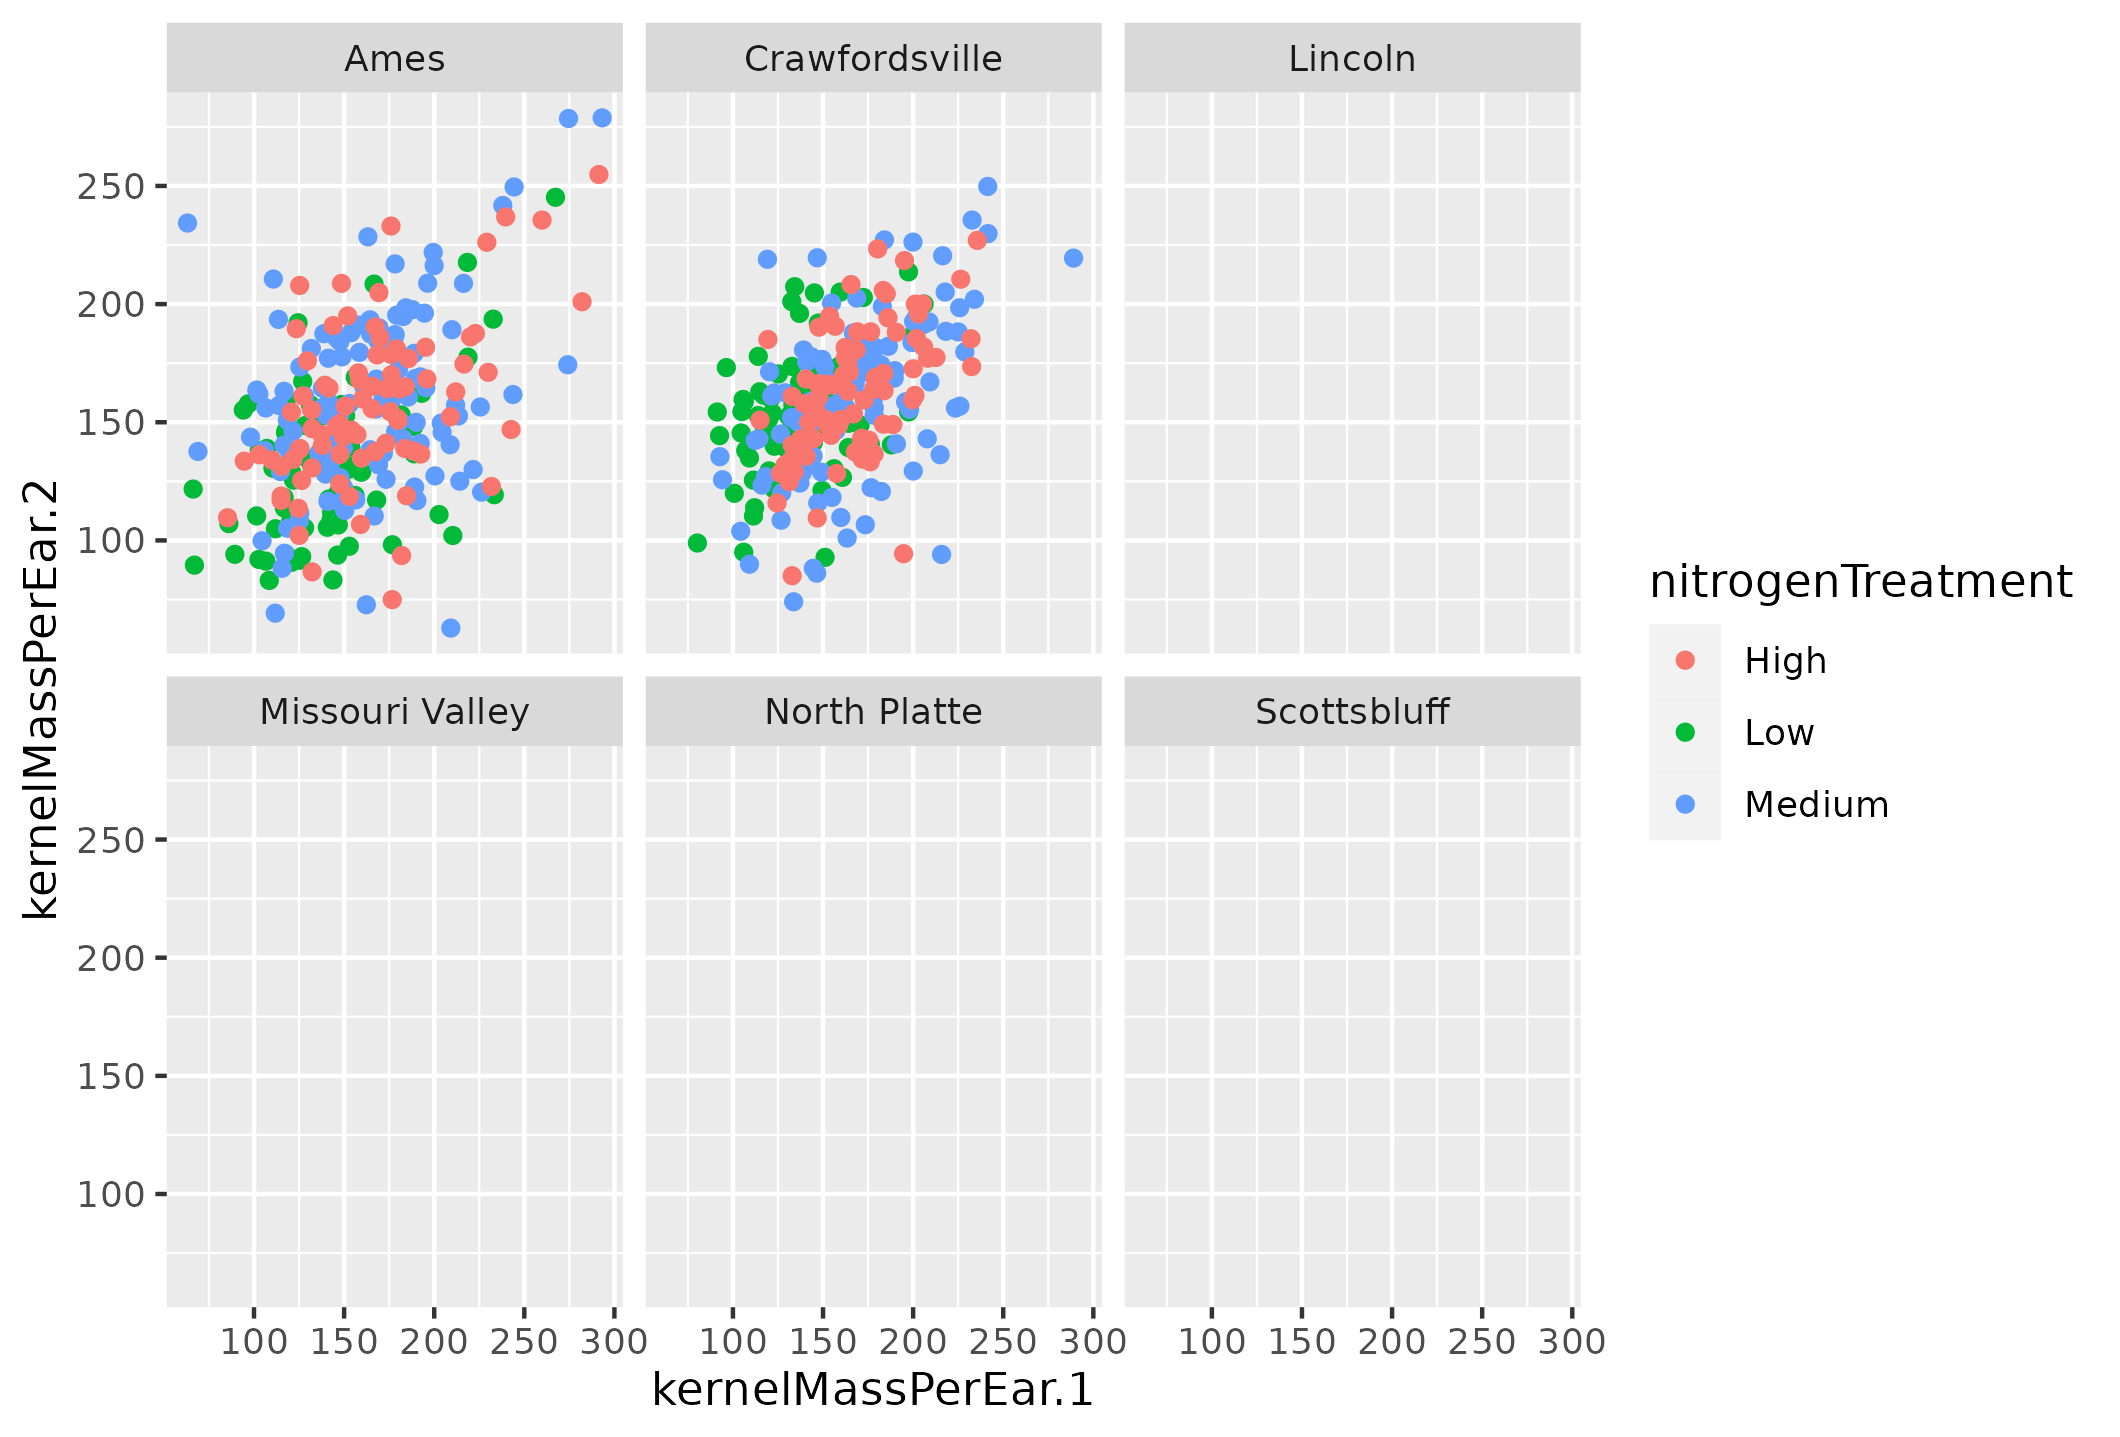 Ames Crawfordsville Lincoln
250
200
150
100
kernelMassPerEar.2
Missouri Valley North Platte Scottsbluff
250
200
150
100
100 150 200 250 300 100 150 200 250 300 100 150 200 250 300
kernelMassPerEar.1
nitrogenTreatment
High
Low
Medium